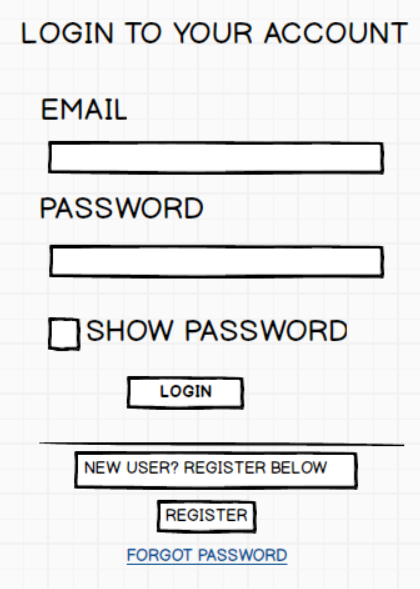 LOGIN TO YOUR ACCOUNT
EMAIL
PASSWORD
SHOW PASSWORD
LOGIN
NEW USER? REGISTER BELOW
REGISTER
FORGOT PASSWORD